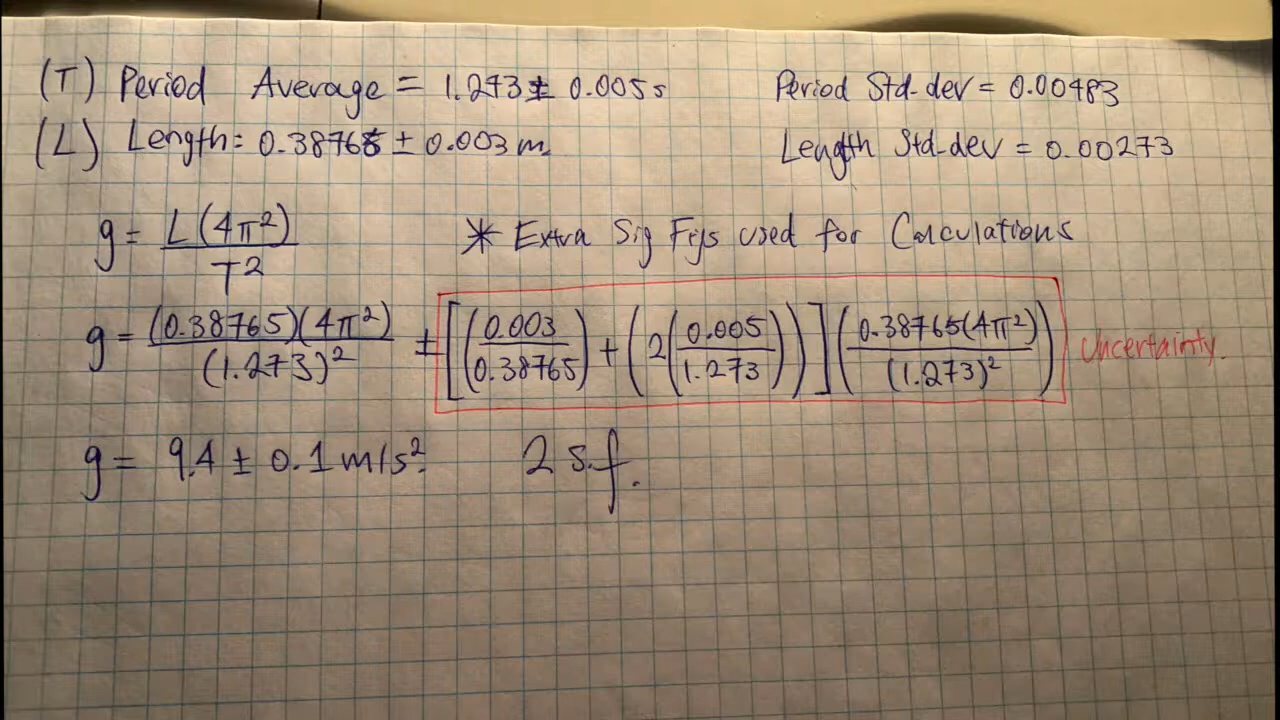 (T) Period Average = 1.273 ± 0.005 s Period Std-dev = 0.00483
(L) Length = 0.38765 ± 0.003 m Length Std-dev = 0.00273
g = L(4π²) / T² * Extra Sig Figs used for Calculations
g = (0.38765)(4π²) / (1.273)² ± [(0.003 / 0.38765) + (2(0.005 / 1.273))] (0.38765(4π²) / (1.273)²) Uncertainty.
g = 9.4 ± 0.1 m/s². 2 s.f.